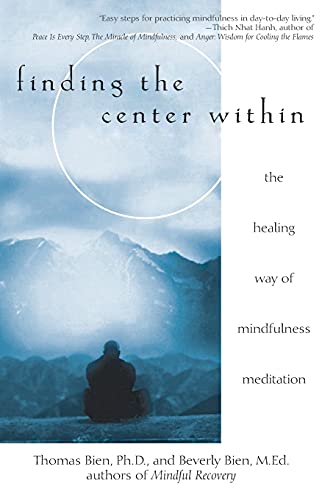 "Easy steps for practicing mindfulness in day-to-day living."
—Thich Nhat Hanh, author of
Peace Is Every Step, The Miracle of Mindfulness, and Anger: Wisdom for Cooling the Flames
finding the
center within
the
healing
way of
mindfulness
meditation
Thomas Bien, Ph.D., and Beverly Bien, M.Ed.
authors of Mindful Recovery